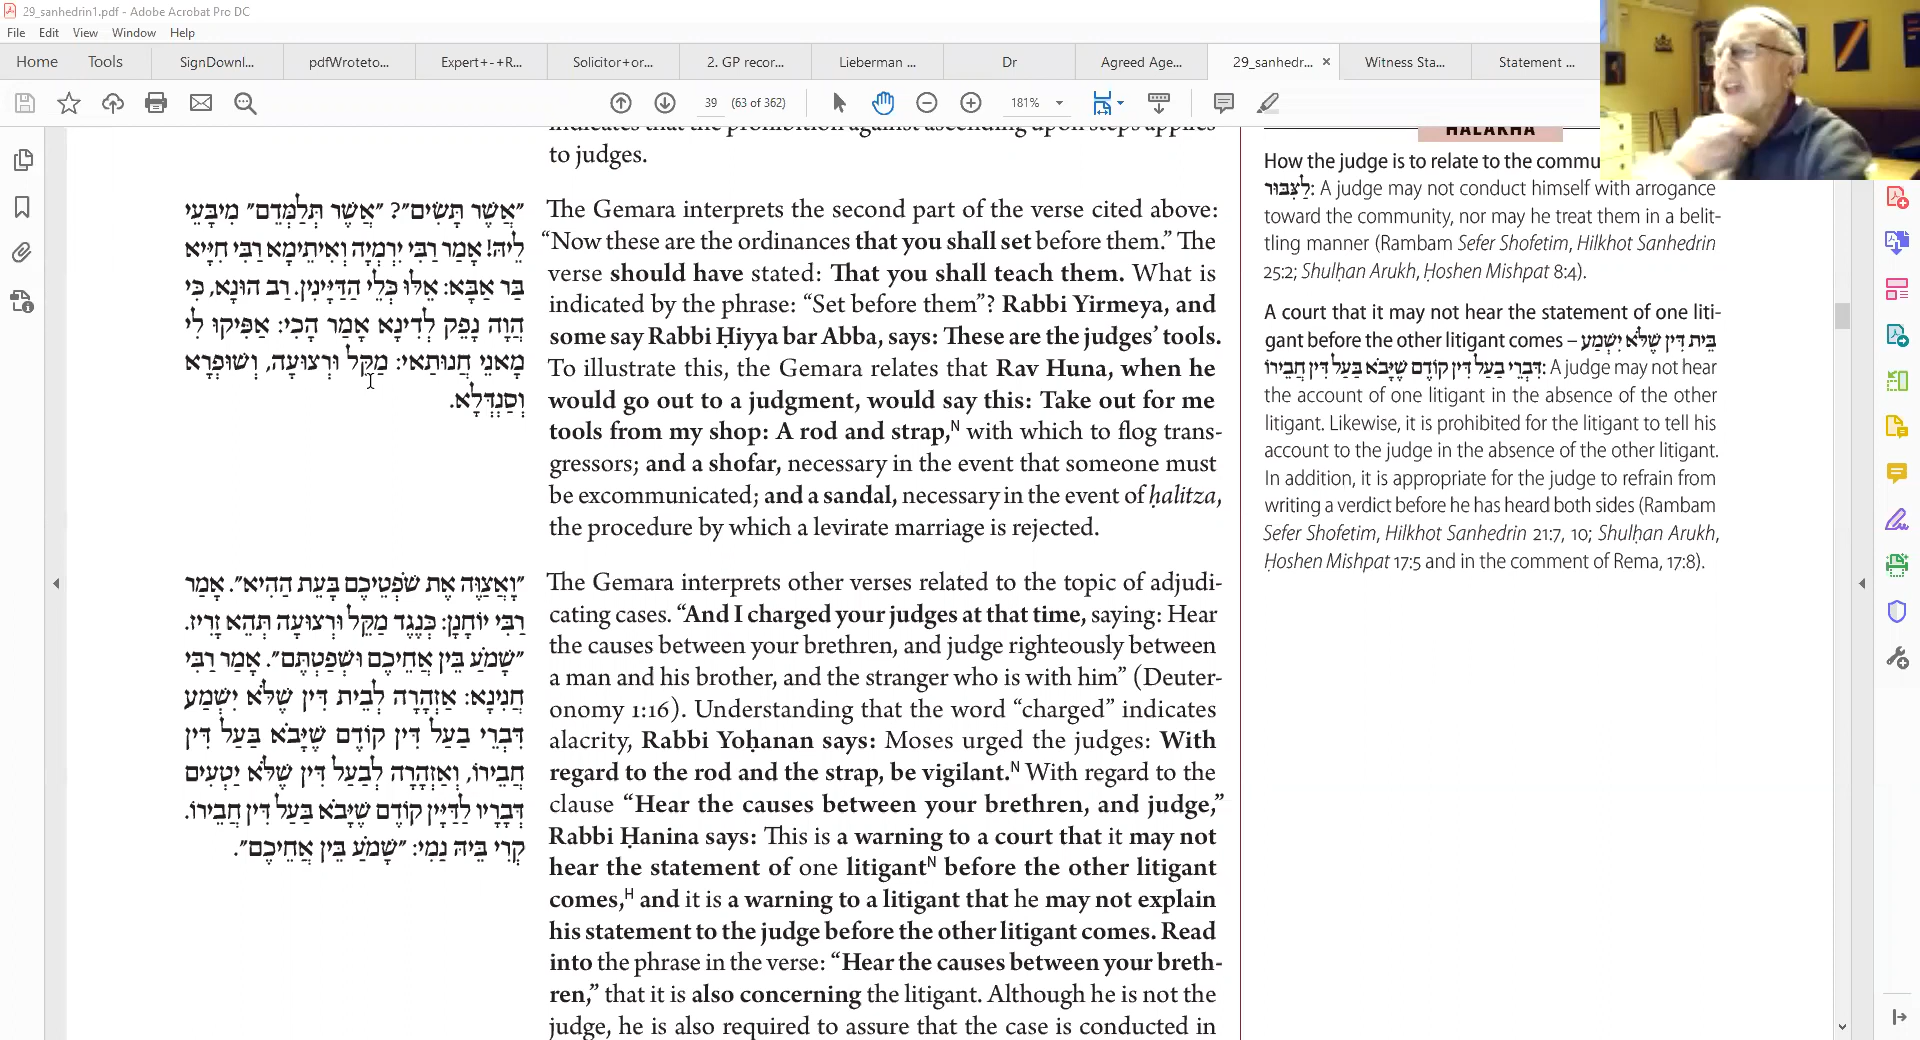 29_sanhedrin1.pdf - Adobe Acrobat Pro DC
File Edit View Window Help
Home Tools SignDownl... pdfWroteto... Expert+-+R... Solicitor+or... 2. GP recor... Lieberman ... Dr Agreed Age... 29_sanhedr... × Witness Sta... Statement ...
39 (63 of 362) 181%
to judges.
״אֲשֶׁר תָּשִׂים״? ״אֲשֶׁר תְּלַמְּדֵם״ מִיבָּעֵי
לֵיהּ! אָמַר רַבִּי יִרְמְיָה וְאִיתֵּימָא רַבִּי חִיָּיא
בַּר אַבָּא: אֵלּוּ כְּלֵי הַדַּיָּינִין. רַב הוּנָא, כִּי
הֲוָה נָפֵק לְדִינָא אָמַר הָכִי: אַפִּיקוּ לִי
מָאנֵי חֲנוּתַאי: מַקֵּל וּרְצוּעָה, וְשׁוֹפָרָא
וְסַנְדְּלָא.
The Gemara interprets the second part of the verse cited above:
“Now these are the ordinances that you shall set before them.” The
verse should have stated: That you shall teach them. What is
indicated by the phrase: “Set before them”? Rabbi Yirmeya, and
some say Rabbi Ḥiyya bar Abba, says: These are the judges’ tools.
To illustrate this, the Gemara relates that Rav Huna, when he
would go out to a judgment, would say this: Take out for me
tools from my shop: A rod and strap,N with which to flog trans-
gressors; and a shofar, necessary in the event that someone must
be excommunicated; and a sandal, necessary in the event of ḥalitza,
the procedure by which a levirate marriage is rejected.
״וָאֲצַוֶּה אֶת שֹׁפְטֵיכֶם בָּעֵת הַהִיא״. אָמַר
רַבִּי יוֹחָנָן: כְּנֶגֶד מַקֵּל וּרְצוּעָה תְּהֵא זָרִיז.
״שָׁמֹעַ בֵּין אֲחֵיכֶם וּשְׁפַטְתֶּם״. אָמַר רַבִּי
חֲנִינָא: אַזְהָרָה לְבֵית דִּין שֶׁלֹּא יִשְׁמַע
דִּבְרֵי בַּעַל דִּין קוֹדֶם שֶׁיָּבֹא בַּעַל דִּין
חֲבֵירוֹ, וְאַזְהָרָה לְבַעַל דִּין שֶׁלֹּא יַטְעִים
דְּבָרָיו לַדַּיָּין קוֹדֶם שֶׁיָּבֹא בַּעַל דִּין חֲבֵירוֹ.
קְרִי בֵּיהּ נַמִי: ״שָׁמֹעַ בֵּין אֲחֵיכֶם״.
The Gemara interprets other verses related to the topic of adjudi-
cating cases. “And I charged your judges at that time, saying: Hear
the causes between your brethren, and judge righteously between
a man and his brother, and the stranger who is with him” (Deuter-
onomy 1:16). Understanding that the word “charged” indicates
alacrity, Rabbi Yoḥanan says: Moses urged the judges: With
regard to the rod and the strap, be vigilant.N With regard to the
clause “Hear the causes between your brethren, and judge,”
Rabbi Ḥanina says: This is a warning to a court that it may not
hear the statement of one litigantN before the other litigant
comes,H and it is a warning to a litigant that he may not explain
his statement to the judge before the other litigant comes. Read
into the phrase in the verse: “Hear the causes between your breth-
ren,” that it is also concerning the litigant. Although he is not the
judge, he is also required to assure that the case is conducted in
HALAKHA
How the judge is to relate to the
לַצִּבּוּר: A judge may not conduct himself with arrogance
toward the community, nor may he treat them in a belit-
tling manner (Rambam Sefer Shofetim, Hilkhot Sanhedrin
25:2; Shulḥan Arukh, Ḥoshen Mishpat 8:4).
A court that it may not hear the statement of one liti-
gant before the other litigant comes – בֵּית דִּין שֶׁלֹּא יִשְׁמַע
דִּבְרֵי בַּעַל דִּין קוֹדֶם שֶׁיָּבֹא בַּעַל דִּין חֲבֵירוֹ: A judge may not hear
the account of one litigant in the absence of the other
litigant. Likewise, it is prohibited for the litigant to tell his
account to the judge in the absence of the other litigant.
In addition, it is appropriate for the judge to refrain from
writing a verdict before he has heard both sides (Rambam
Sefer Shofetim, Hilkhot Sanhedrin 21:7, 10; Shulḥan Arukh,
Ḥoshen Mishpat 17:5 and in the comment of Rema, 17:8).